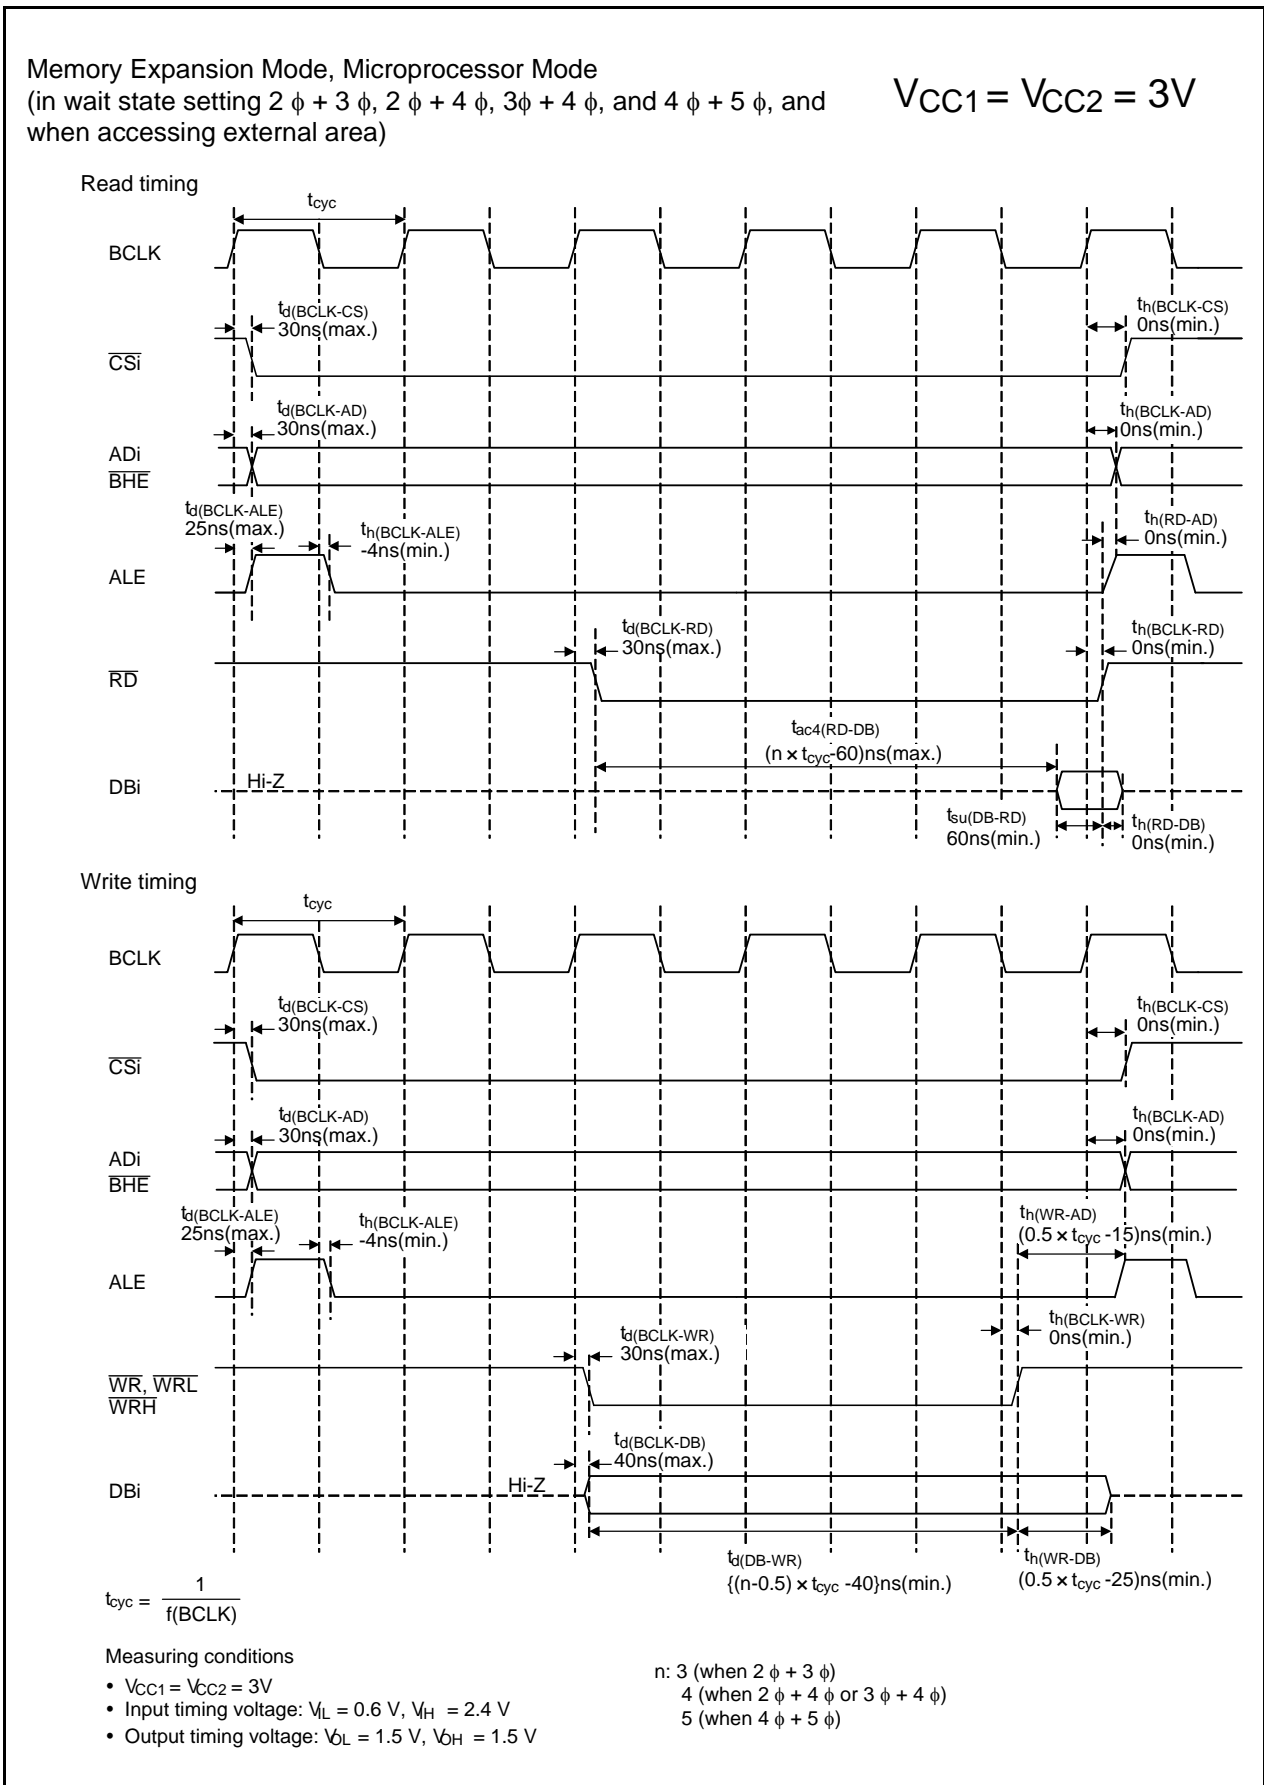 Memory Expansion Mode, Microprocessor Mode
(in wait state setting 2 ϕ + 3 ϕ, 2 ϕ + 4 ϕ, 3ϕ + 4 ϕ, and 4 ϕ + 5 ϕ, and
when accessing external area)
VCC1 = VCC2 = 3V
Read timing
tcyc
BCLK
td(BCLK-CS)
30ns(max.)
th(BCLK-CS)
0ns(min.)
CSi
td(BCLK-AD)
30ns(max.)
th(BCLK-AD)
0ns(min.)
ADi
BHE
td(BCLK-ALE)
25ns(max.)
th(BCLK-ALE)
-4ns(min.)
th(RD-AD)
0ns(min.)
ALE
td(BCLK-RD)
30ns(max.)
th(BCLK-RD)
0ns(min.)
RD
tac4(RD-DB)
(n × tcyc-60)ns(max.)
DBi
Hi-Z
tsu(DB-RD)
60ns(min.)
th(RD-DB)
0ns(min.)
Write timing
tcyc
BCLK
td(BCLK-CS)
30ns(max.)
th(BCLK-CS)
0ns(min.)
CSi
td(BCLK-AD)
30ns(max.)
th(BCLK-AD)
0ns(min.)
ADi
BHE
td(BCLK-ALE)
25ns(max.)
th(BCLK-ALE)
-4ns(min.)
th(WR-AD)
(0.5 × tcyc -15)ns(min.)
ALE
td(BCLK-WR)
30ns(max.)
th(BCLK-WR)
0ns(min.)
WR, WRL
WRH
td(BCLK-DB)
40ns(max.)
DBi
Hi-Z
td(DB-WR)
{(n-0.5) × tcyc -40}ns(min.)
th(WR-DB)
(0.5 × tcyc -25)ns(min.)
tcyc = 1
f(BCLK)
Measuring conditions
• VCC1 = VCC2 = 3V
• Input timing voltage: VIL = 0.6 V, VIH = 2.4 V
• Output timing voltage: VOL = 1.5 V, VOH = 1.5 V
n: 3 (when 2 ϕ + 3 ϕ)
4 (when 2 ϕ + 4 ϕ or 3 ϕ + 4 ϕ)
5 (when 4 ϕ + 5 ϕ)